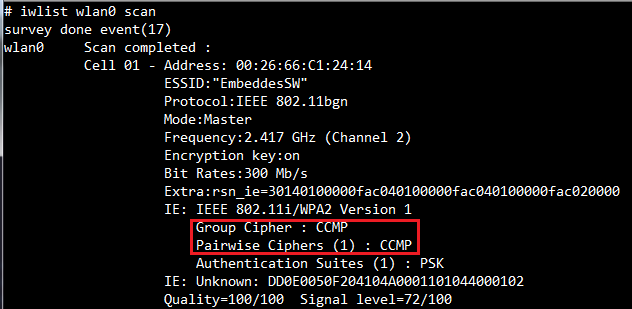 # iwlist wlan0 scan
survey done event(17)
wlan0     Scan completed :
Cell 01 - Address: 00:26:66:C1:24:14
ESSID:"EmbeddesSW"
Protocol:IEEE 802.11bgn
Mode:Master
Frequency:2.417 GHz (Channel 2)
Encryption key:on
Bit Rates:300 Mb/s
Extra:rsn_ie=30140100000fac040100000fac040100000fac020000
IE: IEEE 802.11i/WPA2 Version 1
Group Cipher : CCMP
Pairwise Ciphers (1) : CCMP
Authentication Suites (1) : PSK
IE: Unknown: DD0E0050F204104A0001101044000102
Quality=100/100  Signal level=72/100